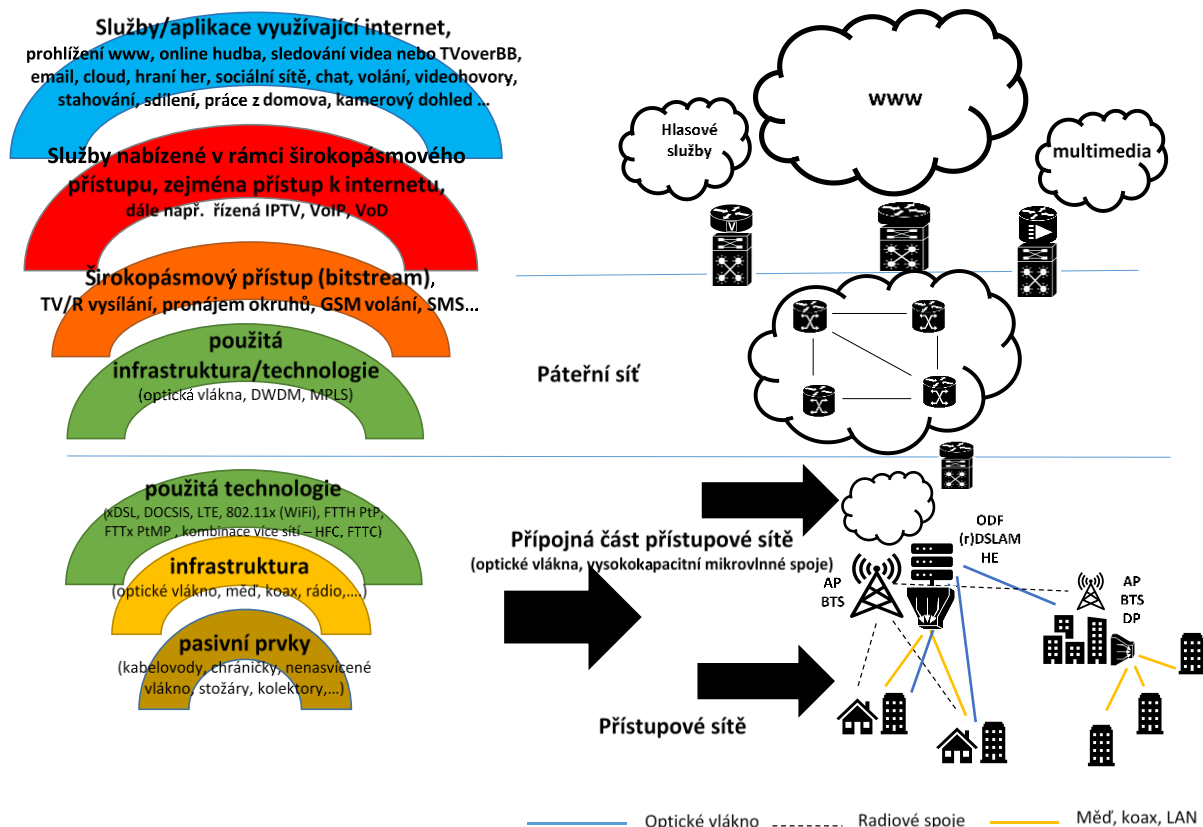 Služby/aplikace využívající internet,
prohlížení www, online hudba, sledování videa nebo TVoverBB,
email, cloud, hraní her, sociální sítě, chat, volání, videohovory,
stahování, sdílení, práce z domova, kamerový dohled ...
Služby nabízené v rámci širokopásmového
přístupu, zejména přístup k internetu,
dále např. řízená IPTV, VoIP, VoD
Širokopásmový přístup (bitstream),
TV/R vysílání, pronájem okruhů, GSM volání, SMS...
použitá
infrastruktura/technologie
(optická vlákna, DWDM, MPLS)
použitá technologie
(xDSL, DOCSIS, LTE, 802.11x (WiFi), FTTH PtP,
FTTx PtMP , kombinace více sítí – HFC, FTTC)
infrastruktura
(optické vlákno, měď, koax, rádio,....)
pasivní prvky
(kabelovody, chráničky, nenasvícené
vlákno, stožáry, kolektory,...)
www
Hlasové
služby
multimedia
V
Páteřní síť
Přípojná část přístupové sítě
(optické vlákna, vysokokapacitní mikrovlnné spoje)
ODF
(r)DSLAM
HE
AP
BTS
AP
BTS
DP
Přístupové sítě
Optické vlákno
Radiové spoje
Měď, koax, LAN